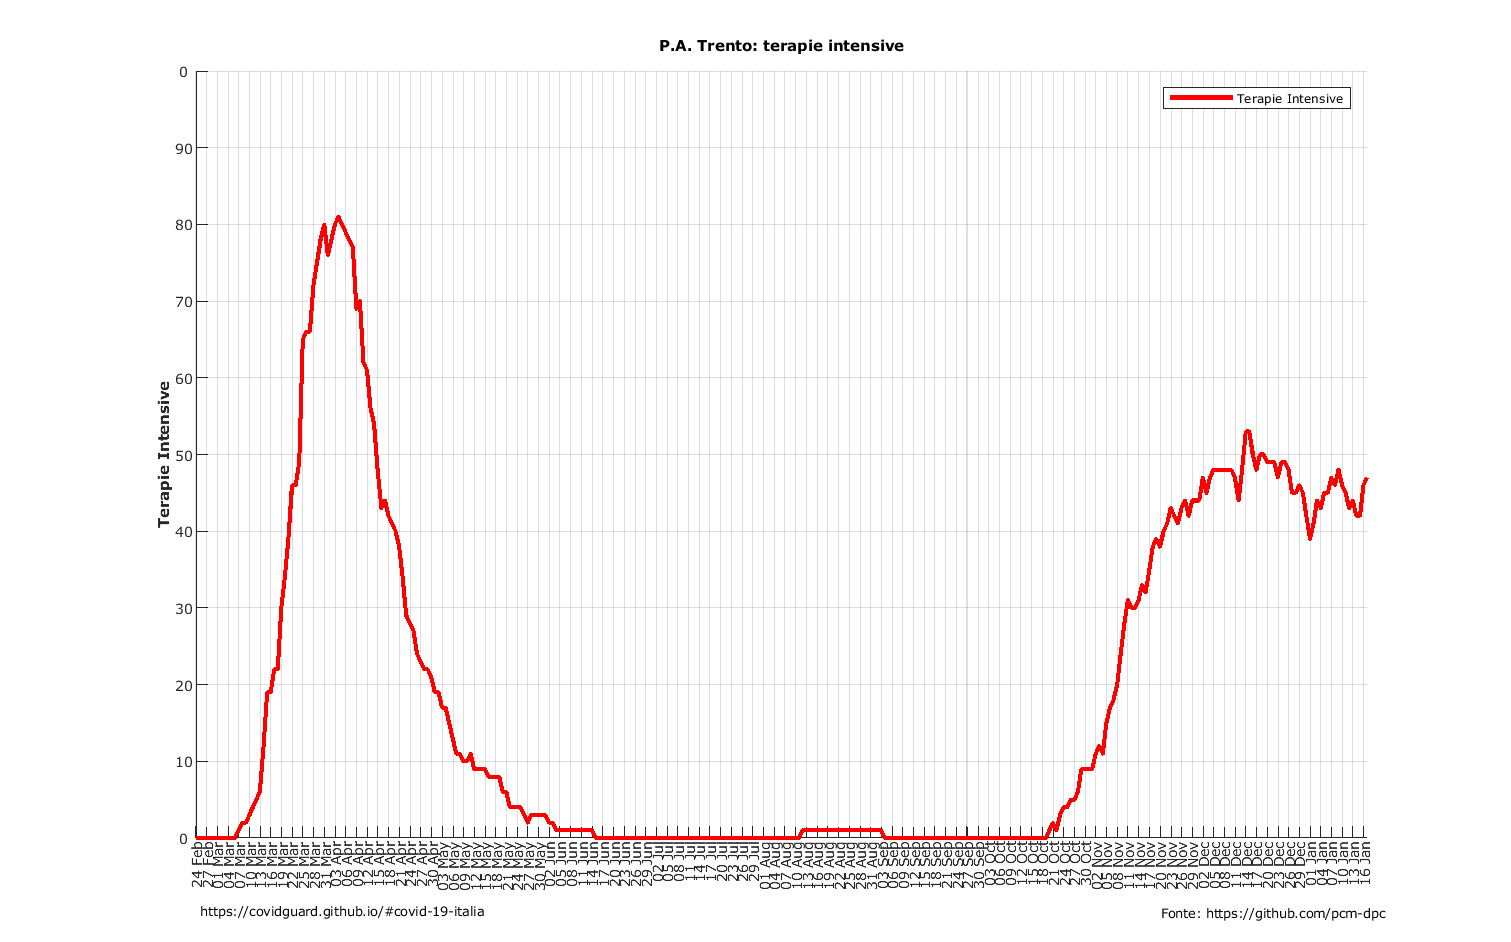 P.A. Trento: terapie intensive
Terapie Intensive
Terapie Intensive
0
90
80
70
60
50
40
30
20
10
0
24 Feb
27 Feb
01 Mar
04 Mar
07 Mar
10 Mar
13 Mar
16 Mar
19 Mar
22 Mar
25 Mar
28 Mar
31 Mar
03 Apr
06 Apr
09 Apr
12 Apr
15 Apr
18 Apr
21 Apr
24 Apr
27 Apr
30 Apr
03 May
06 May
09 May
12 May
15 May
18 May
21 May
24 May
27 May
30 May
02 Jun
05 Jun
08 Jun
11 Jun
14 Jun
17 Jun
20 Jun
23 Jun
26 Jun
29 Jun
02 Jul
05 Jul
08 Jul
11 Jul
14 Jul
17 Jul
20 Jul
23 Jul
26 Jul
29 Jul
01 Aug
04 Aug
07 Aug
10 Aug
13 Aug
16 Aug
19 Aug
22 Aug
25 Aug
28 Aug
31 Aug
03 Sep
06 Sep
09 Sep
12 Sep
15 Sep
18 Sep
21 Sep
24 Sep
27 Sep
30 Sep
03 Oct
06 Oct
09 Oct
12 Oct
15 Oct
18 Oct
21 Oct
24 Oct
27 Oct
30 Oct
02 Nov
05 Nov
08 Nov
11 Nov
14 Nov
17 Nov
20 Nov
23 Nov
26 Nov
29 Nov
02 Dec
05 Dec
08 Dec
11 Dec
14 Dec
17 Dec
20 Dec
23 Dec
26 Dec
29 Dec
01 Jan
04 Jan
07 Jan
10 Jan
13 Jan
16 Jan
https://covidguard.github.io/#covid-19-italia
Fonte: https://github.com/pcm-dpc